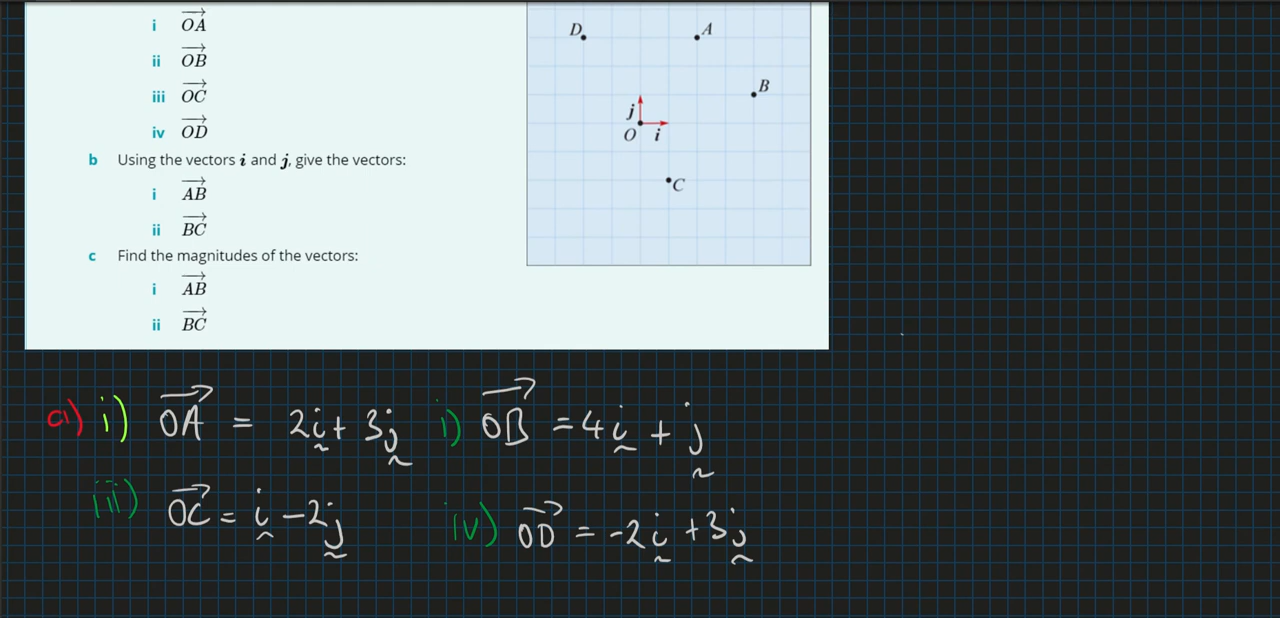 i OA
ii OB
iii OC
iv OD
b Using the vectors i and j, give the vectors:
i AB
ii BC
c Find the magnitudes of the vectors:
i AB
ii BC
D A
B
j
O i
C
a) i) OA = 2i + 3j i) OB = 4i + j
iii) OC = i - 2j iv) OD = -2i + 3j